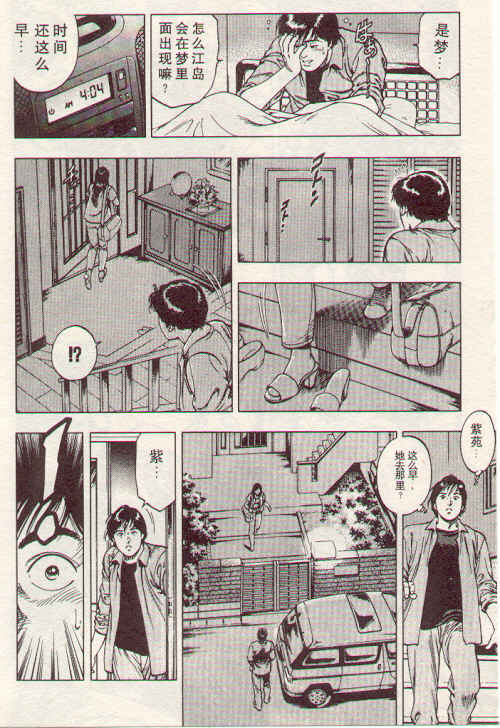 是梦…
怎么江岛
会在梦里
面出现嘛？
时间
还这么
早…
AM 4:04
!?
紫苑…
这么早，
她去那里？
紫…